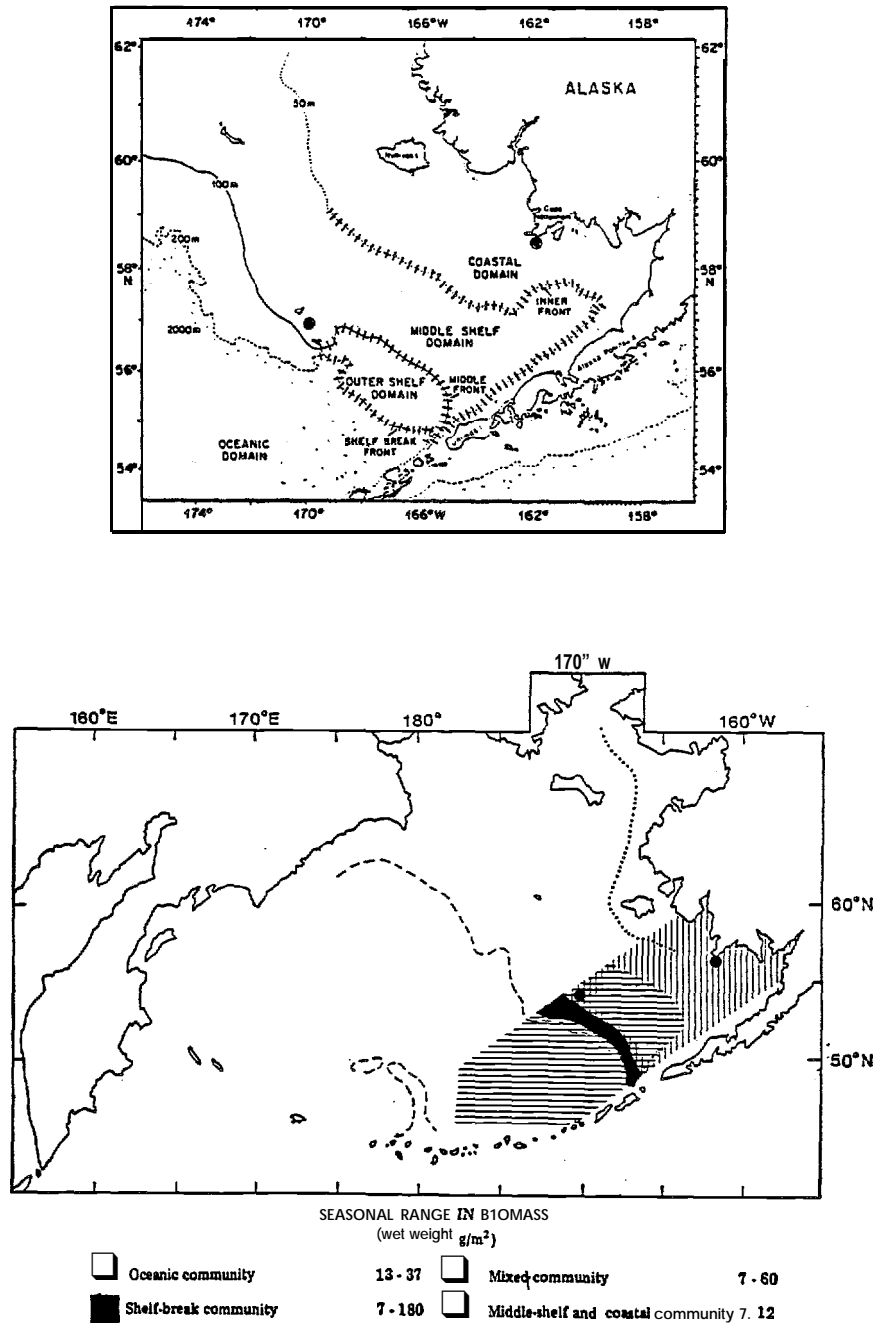 174° 170° 166°W 162° 158°
62° 62°
ALASKA
50m
60° 60°
100m
Cape
200m
COASTAL
DOMAIN
58° 58°
N N
INNER
FRONT
2000m
MIDDLE SHELF
DOMAIN
56° 56°
OUTER SHELF
DOMAIN
MIDDLE
FRONT
OCEANIC
DOMAIN
SHELF BREAK
FRONT
54° 54°
174° 170° 166°W 162° 158°
170" W
160°E 170°E 180° 160°W
60°N
50°N
SEASONAL RANGE IN B1OMASS
(wet weight g/m²)
Oceanic community 13-37 Mixed community 7-60
Shelf-break community 7-180 Middle-shelf and coastal community 7. 12